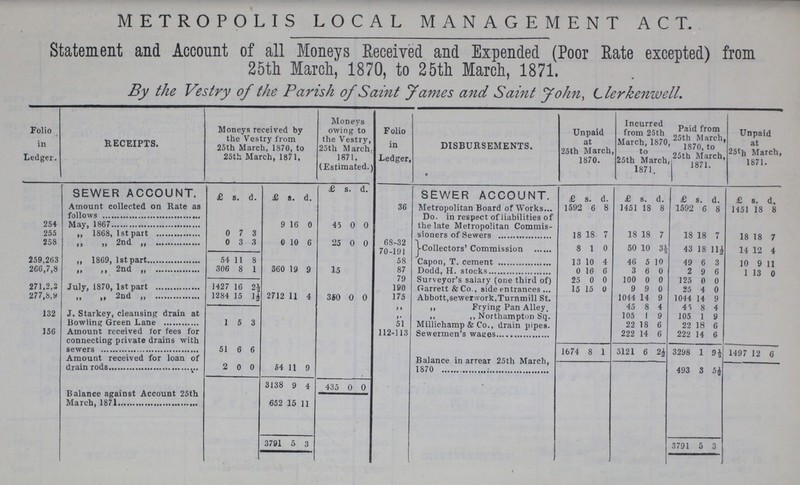 METROPOLIS LOCAL MANAGEMENT ACT.
Statement and Account of all Moneys Received and Expended (Poor Rate excepted) from
25th March, 1870, to 25th March, 1871.
By the Vestry of the Parish of Saint James and Saint John, Clerkenwell.
Folio in Ledger. RECEIPTS. Moneys received by the Vestry from 25th March, 1870, to 25th March, 1871. Moneys owing to the Vestry, 25th March, 1871. (Estimated.)
SEWER ACCOUNT. £ s. d. £ s. d. £ s. d.
Amount collected on Rate as
follows
254 May, 1867 9 16 0 45 0 0
255 „ 1868, 1st part 0 7 3
258 „ „ 2nd „ 0 3 3 0 10 6 25 0 0
259,263 „ 1869, 1st part 54 11 8
266,7,8 „ „ 2nd „ 306 8 1 360 19 9 15
271,2,3 July, 1870, 1st part 1427 16 2½
277,8,9 „ „ 2nd „ 1284 15 1½ 2712 11 4 350 0 0
132 J. Starkey, cleansing drain at
Bowling Green Lane 1 5 3
156 Amount received for fees for
connecting private drains with
sewers 51 6 6
Amount received for loan of
drain rods 2 0 0 54 11 9
3138 9 4 435 0 0
Balance against Account 25th
March, 1871 652 15 11
3791 5 3
Folio in Ledger. DISBURSEMENTS. Unpaid at 25th March, 1870. Incurred from 25th March, 1870, to 25th March, 1871. Paid from 25th March, 1870, to 25th March, 1871. Unpaid at 25th March, 1871.
SEWER ACCOUNT. £ s. d. £ s. d. £ s. d. £ s. d.
36 Metropolitan Board of Works... 1592 6 8 1451 18 8 1592 6 8 1451 18 8
Do. in respect of liabilities of
the late Metropolitan Commis-
sioners of Sewers 18 18 7 18 18 7 18 18 7 18 18 7
68-32
70-191 } Collectors' Commission 8 1 0 50 10 3½ 43 18 11½ 14 12 4
58 Capon, T. cement 13 10 4 46 5 10 49 6 3 10 9 11
87 Dodd, H. stocks 0 16 6 3 6 0 2 9 6 1 13 0
79 Surveyor's salary (one third of) 25 0 0 100 0 0 125 0 0
190 Garrett & Co., side entrances 15 15 0 9 9 0 25 4 0
175 Abbott, sewerwork, Turnmill St. 1044 14 9 1044 14 9
„ „ Frying Pan Alley. 45 8 4 45 8 4
„ „ „ Northampton Sq. 105 1 9 105 1 9
51 Millichamp & Co., drain pipes. 22 18 6 22 18 6
112-113 Sewermen's wages 222 14 6 222 14 6
1674 8 1 3121 6 2½ 3298 1 9½ 1497 12 6
Balance in arrear 25th March,
1870 493 3 5½
3791 5 3